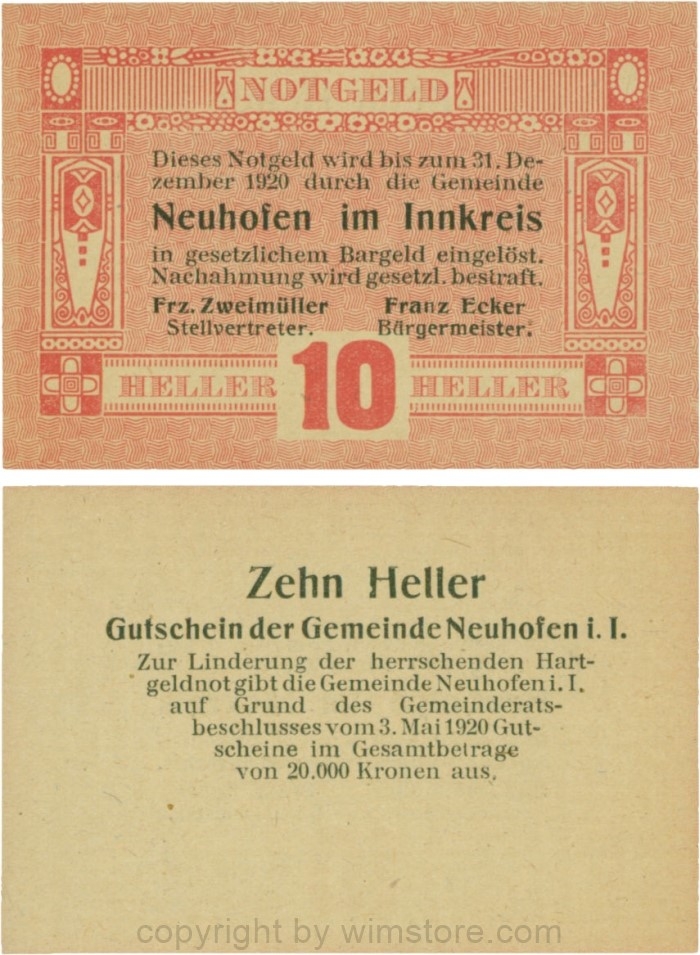 NOTGELD
Dieses Notgeld wird bis zum 31. De-
zember 1920 durch die Gemeinde
Neuhofen im Innkreis
in gesetzlichem Bargeld eingelöst.
Nachahmung wird gesetzl. bestraft.
Frz. Zweimüller Franz Ecker
Stellvertreter. Bürgermeister.
HELLER 10 HELLER
Zehn Heller
Gutschein der Gemeinde Neuhofen i. I.
Zur Linderung der herrschenden Hart-
geldnot gibt die Gemeinde Neuhofen i. I.
auf Grund des Gemeinderats-
beschlusses vom 3. Mai 1920 Gut-
scheine im Gesamtbetrage
von 20.000 Kronen aus.
copyright by wimstore.com